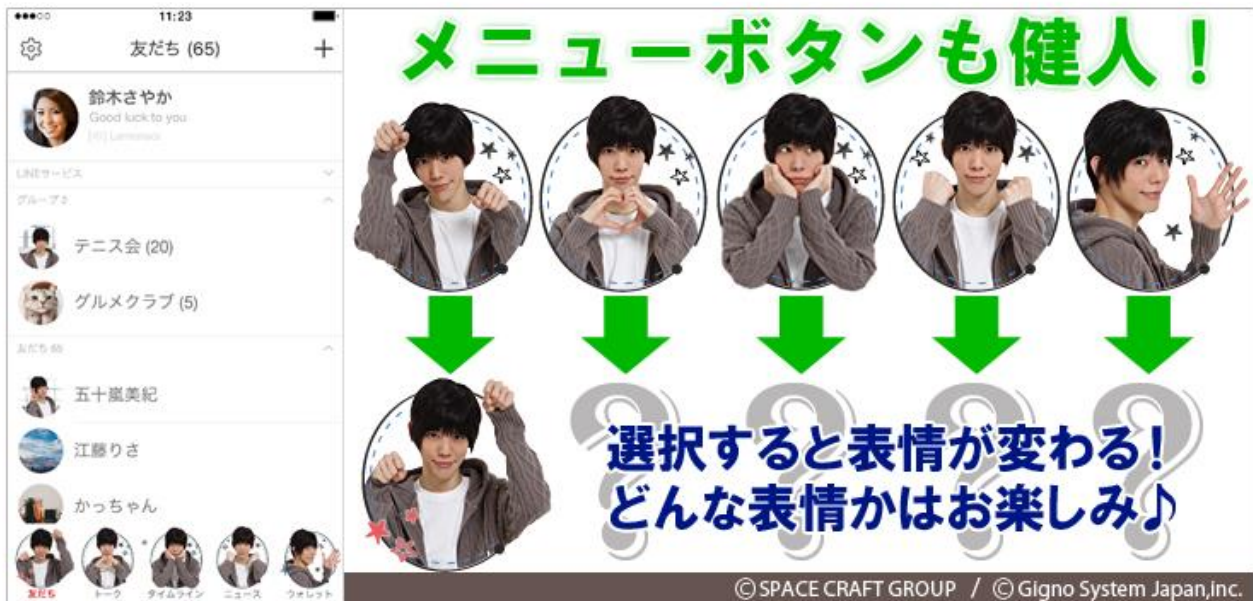 11:23
友だち (65)
鈴木さやか
Good luck to you
LINEサービス
グループ 2
テニス会 (20)
グルメクラブ (5)
友だち 65
五十嵐美紀
江藤りさ
かっちゃん
友だち
トーク
タイムライン
ニュース
ウォレット
メニューボタンも健人！
? ? ? ?
選択すると表情が変わる!
どんな表情かはお楽しみ♪
© SPACE CRAFT GROUP / © Gigno System Japan,inc.